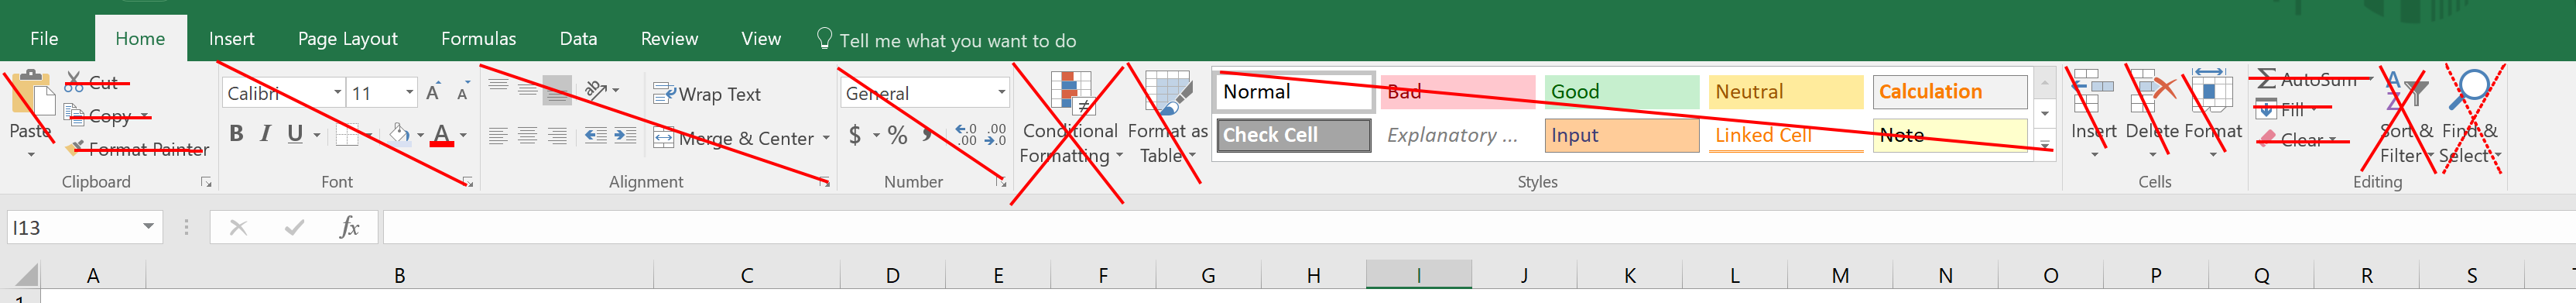 File Home Insert Page Layout Formulas Data Review View Tell me what you want to do
Paste
Cut
Copy
Format Painter
Clipboard
Calibri 11
B I U A
Font
Wrap Text
Merge & Center
Alignment
General
$ % ,
Number
Conditional
Formatting
Format as
Table
Normal Bad Good Neutral Calculation
Check Cell Explanatory ... Input Linked Cell Note
Styles
Insert Delete Format
Cells
AutoSum
Fill
Clear
Sort &
Filter
Find &
Select
Editing
I13 fx
A B C D E F G H I J K L M N O P Q R S